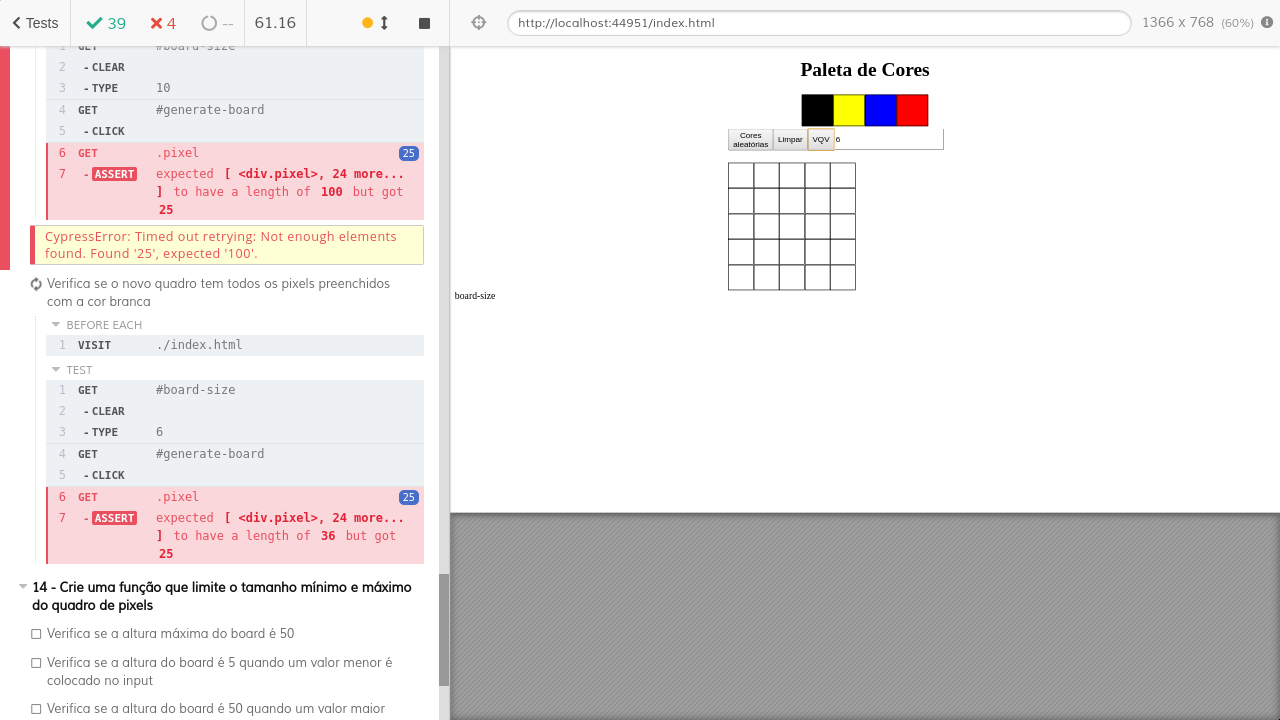 Tests
39
4
--
61.16
http://localhost:44951/index.html
1366 x 768 (60%)
1 GET #board-size
2 - CLEAR
3 - TYPE 10
4 GET #generate-board
5 - CLICK
6 GET .pixel 25
7 - ASSERT expected [ <div.pixel>, 24 more...
] to have a length of 100 but got
25
CypressError: Timed out retrying: Not enough elements
found. Found '25', expected '100'.
Verifica se o novo quadro tem todos os pixels preenchidos
com a cor branca
BEFORE EACH
1 VISIT ./index.html
TEST
1 GET #board-size
2 - CLEAR
3 - TYPE 6
4 GET #generate-board
5 - CLICK
6 GET .pixel 25
7 - ASSERT expected [ <div.pixel>, 24 more...
] to have a length of 36 but got
25
14 - Crie uma função que limite o tamanho mínimo e máximo
do quadro de pixels
Verifica se a altura máxima do board é 50
Verifica se a altura do board é 5 quando um valor menor é
colocado no input
Verifica se a altura do board é 50 quando um valor maior
Paleta de Cores
Cores
aleatórias
Limpar
VQV
6
board-size